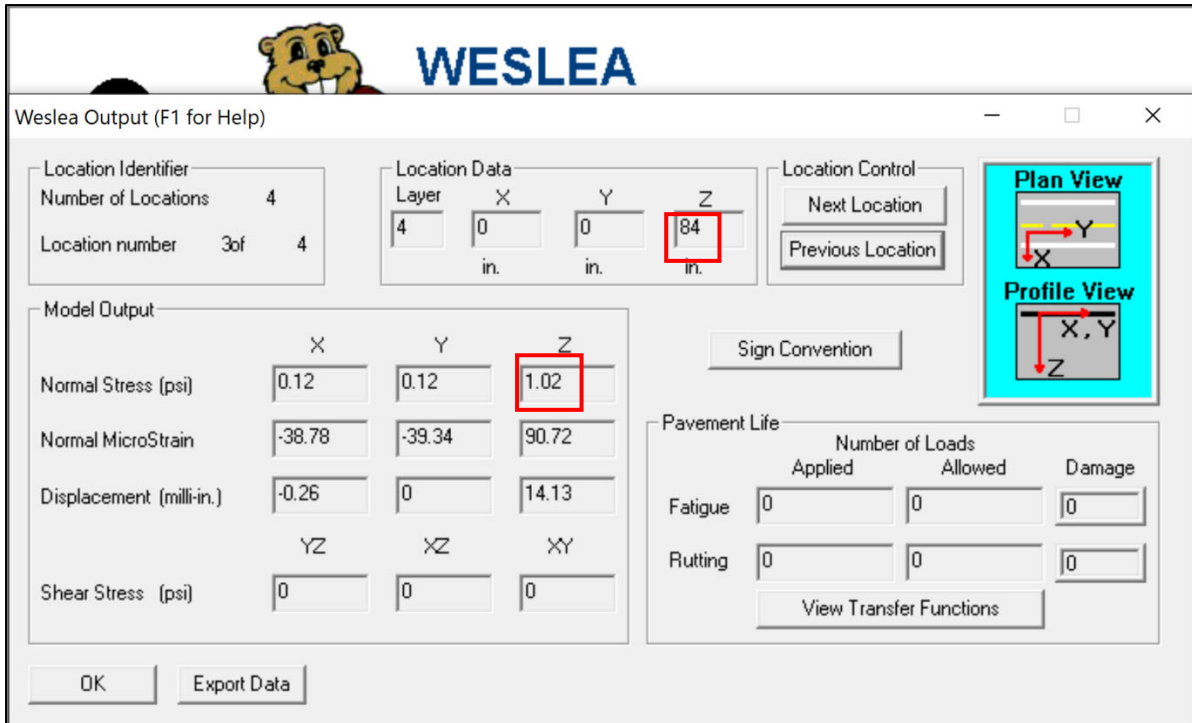 WESLEA
Weslea Output (F1 for Help)
Location Identifier
Number of Locations 4
Location number 3of 4
Location Data
Layer X Y Z
4 0 0 84
in. in. in.
Location Control
Next Location
Previous Location
Plan View
Y
X
Profile View
X, Y
Z
Model Output
X Y Z
Normal Stress (psi) 0.12 0.12 1.02
Normal MicroStrain -38.78 -39.34 90.72
Displacement (milli-in.) -0.26 0 14.13
YZ XZ XY
Shear Stress (psi) 0 0 0
Sign Convention
Pavement Life
Number of Loads
Applied Allowed Damage
Fatigue 0 0 0
Rutting 0 0 0
View Transfer Functions
OK Export Data